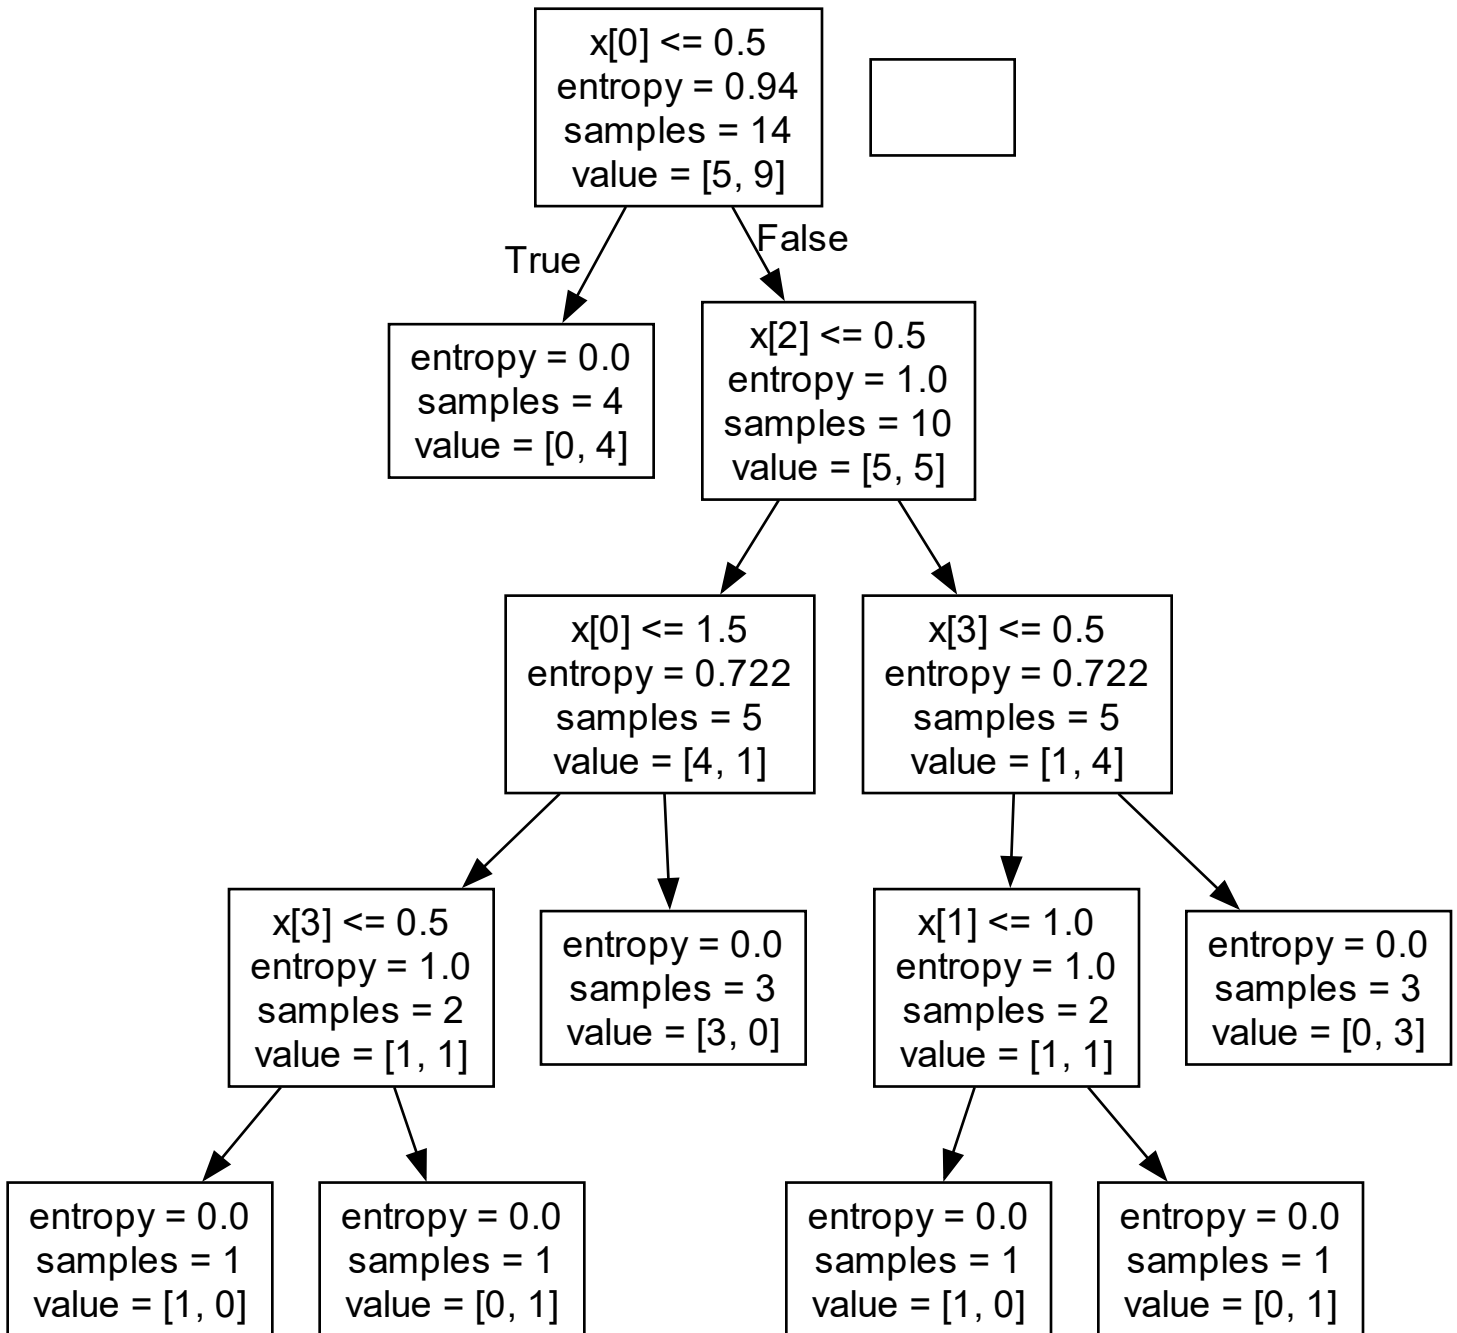 x[0] <= 0.5
entropy = 0.94
samples = 14
value = [5, 9]
True
False
entropy = 0.0
samples = 4
value = [0, 4]
x[2] <= 0.5
entropy = 1.0
samples = 10
value = [5, 5]
x[0] <= 1.5
entropy = 0.722
samples = 5
value = [4, 1]
x[3] <= 0.5
entropy = 0.722
samples = 5
value = [1, 4]
x[3] <= 0.5
entropy = 1.0
samples = 2
value = [1, 1]
entropy = 0.0
samples = 3
value = [3, 0]
x[1] <= 1.0
entropy = 1.0
samples = 2
value = [1, 1]
entropy = 0.0
samples = 3
value = [0, 3]
entropy = 0.0
samples = 1
value = [1, 0]
entropy = 0.0
samples = 1
value = [0, 1]
entropy = 0.0
samples = 1
value = [1, 0]
entropy = 0.0
samples = 1
value = [0, 1]